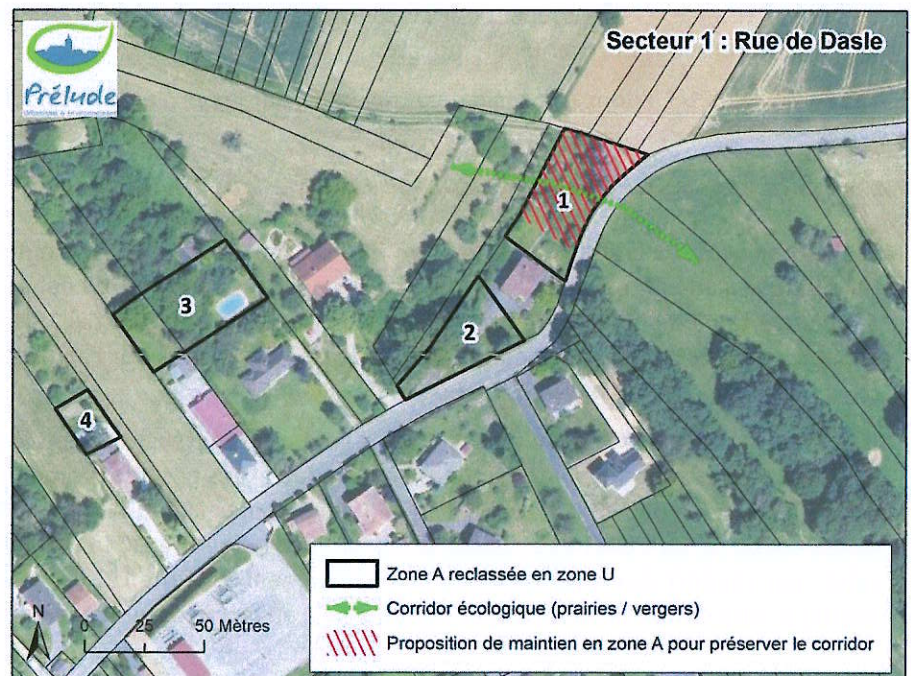 Secteur 1 : Rue de Dasle
Prélude
1
2
3
4
Zone A reclassée en zone U
Corridor écologique (prairies / vergers)
Proposition de maintien en zone A pour préserver le corridor
N
0 25 50 Mètres